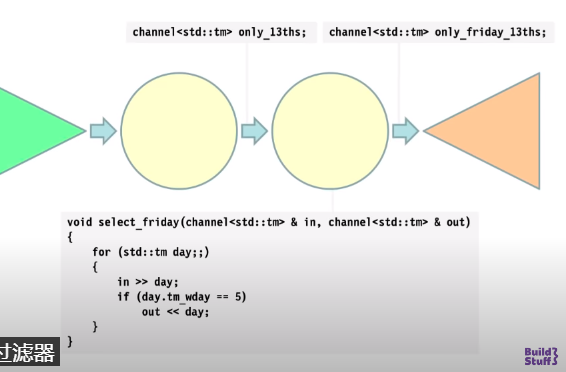 channel<std::tm> only_13ths;
channel<std::tm> only_friday_13ths;
void select_friday(channel<std::tm> & in, channel<std::tm> & out)
{
    for (std::tm day;;)
    {
        in >> day;
        if (day.tm_wday == 5)
            out << day;
    }
}
过滤器
Build
Stuff